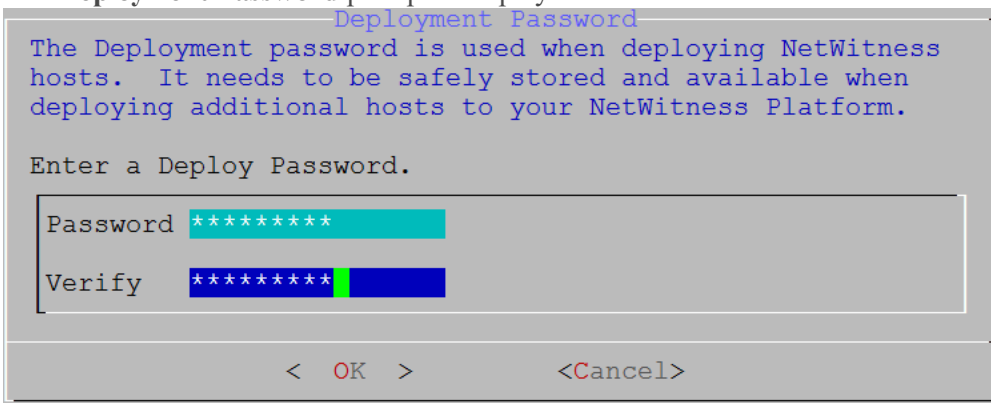 Deployment Password
The Deployment password is used when deploying NetWitness
hosts.  It needs to be safely stored and available when
deploying additional hosts to your NetWitness Platform.
Enter a Deploy Password.
Password *********
Verify *********
<  OK  > <Cancel>